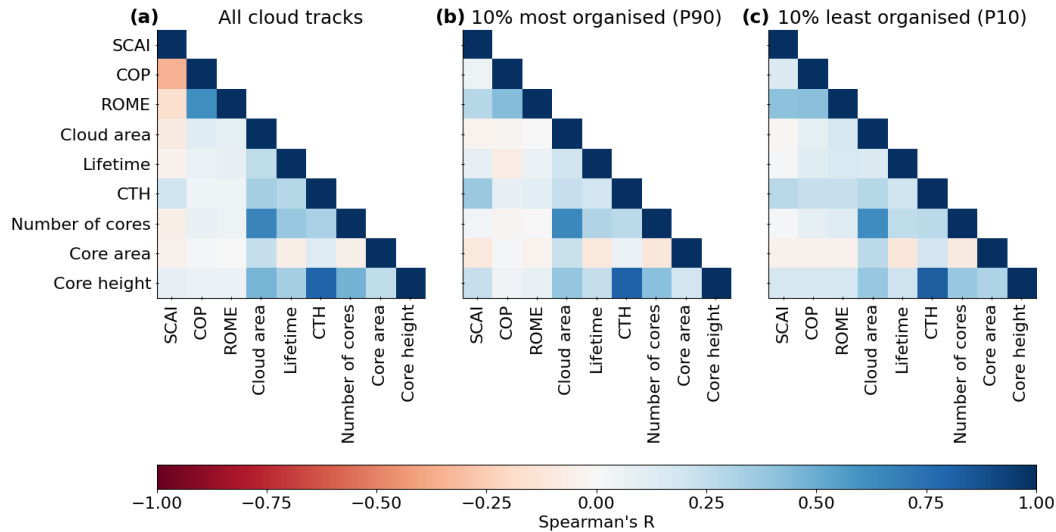 (a) All cloud tracks
(b) 10% most organised (P90)
(c) 10% least organised (P10)
SCAI
COP
ROME
Cloud area
Lifetime
CTH
Number of cores
Core area
Core height
SCAI
COP
ROME
Cloud area
Lifetime
CTH
Number of cores
Core area
Core height
SCAI
COP
ROME
Cloud area
Lifetime
CTH
Number of cores
Core area
Core height
SCAI
COP
ROME
Cloud area
Lifetime
CTH
Number of cores
Core area
Core height
-1.00 -0.75 -0.50 -0.25 0.00 0.25 0.50 0.75 1.00
Spearman's R